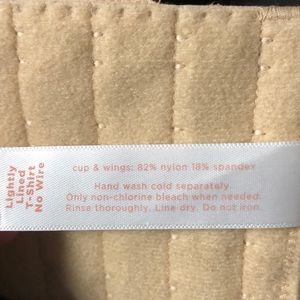 Lightly
Lined
T-Shirt
No Wire
cup & wings: 82% nylon 18% spandex
Hand wash cold separately.
Only non-chlorine bleach when needed.
Rinse thoroughly. Line dry. Do not iron.